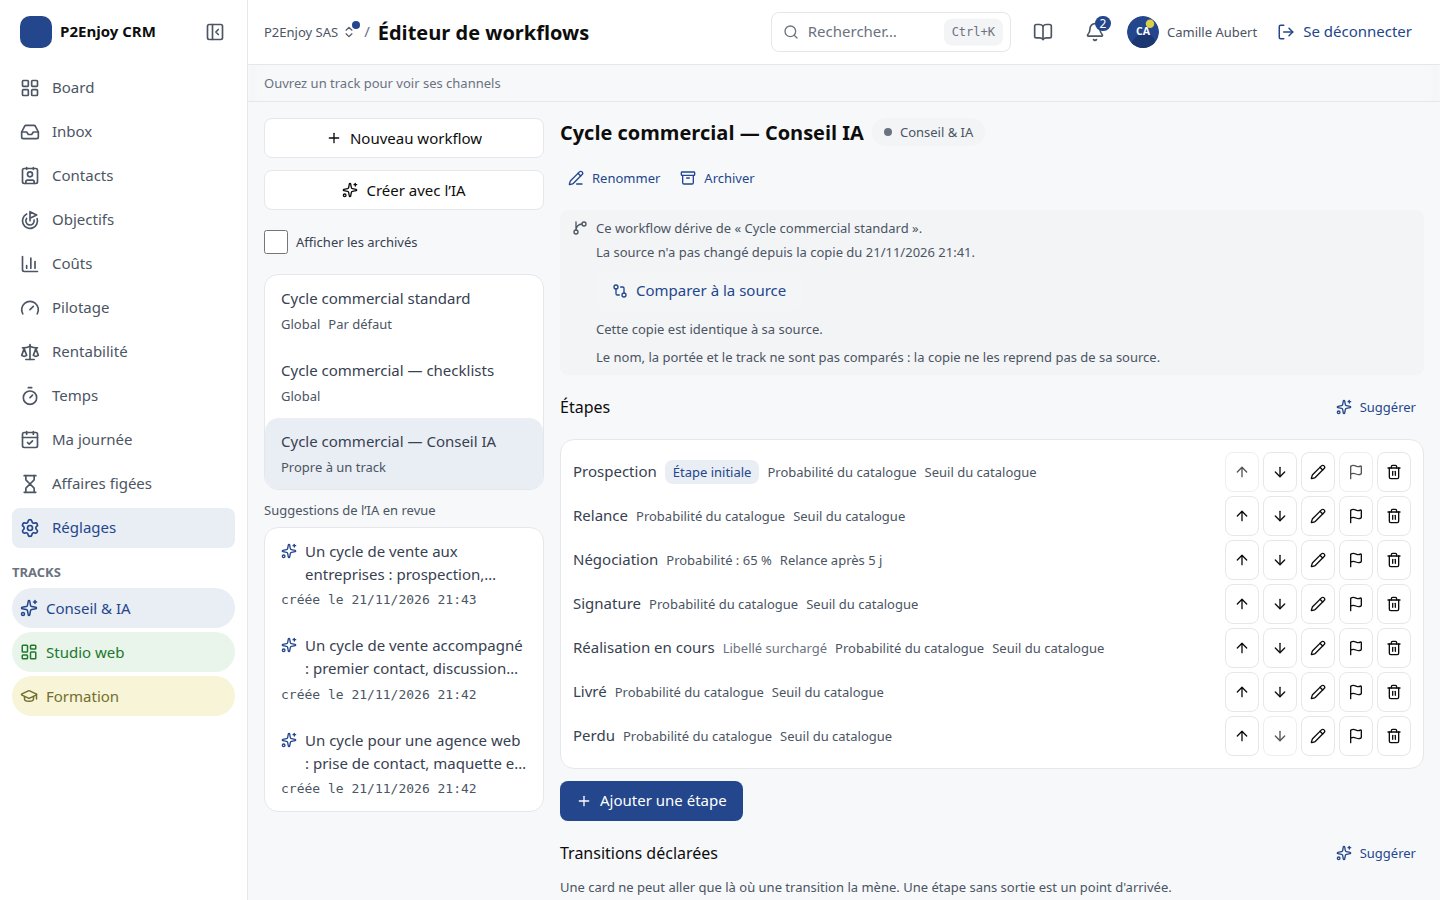 P2Enjoy CRM
Board
Inbox
Contacts
Objectifs
Coûts
Pilotage
Rentabilité
Temps
Ma journée
Affaires figées
Réglages
TRACKS
Conseil & IA
Studio web
Formation
P2Enjoy SAS / Éditeur de workflows
Rechercher... Ctrl+K
2
CA Camille Aubert
Se déconnecter
Ouvrez un track pour voir ses channels
Nouveau workflow
Créer avec l'IA
Afficher les archivés
Cycle commercial standard
Global Par défaut
Cycle commercial — checklists
Global
Cycle commercial — Conseil IA
Propre à un track
Suggestions de l'IA en revue
Un cycle de vente aux
entreprises : prospection,...
créée le 21/11/2026 21:43
Un cycle de vente accompagné
: premier contact, discussion...
créée le 21/11/2026 21:42
Un cycle pour une agence web
: prise de contact, maquette e...
créée le 21/11/2026 21:42
Cycle commercial — Conseil IA Conseil & IA
Renommer Archiver
Ce workflow dérive de « Cycle commercial standard ».
La source n'a pas changé depuis la copie du 21/11/2026 21:41.
Comparer à la source
Cette copie est identique à sa source.
Le nom, la portée et le track ne sont pas comparés : la copie ne les reprend pas de sa source.
Étapes Suggérer
Prospection Étape initiale Probabilité du catalogue Seuil du catalogue
Relance Probabilité du catalogue Seuil du catalogue
Négociation Probabilité : 65 % Relance après 5 j
Signature Probabilité du catalogue Seuil du catalogue
Réalisation en cours Libellé surchargé Probabilité du catalogue Seuil du catalogue
Livré Probabilité du catalogue Seuil du catalogue
Perdu Probabilité du catalogue Seuil du catalogue
Ajouter une étape
Transitions déclarées Suggérer
Une card ne peut aller que là où une transition la mène. Une étape sans sortie est un point d'arrivée.